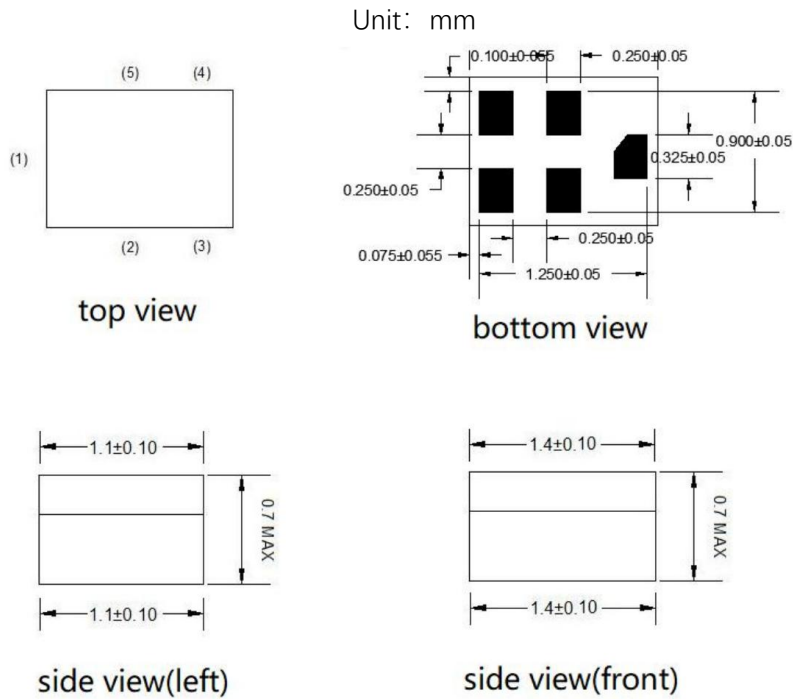 Unit: mm
(5) (4)
(1)
(2) (3)
top view
0.100±0.055 0.250±0.05
0.900±0.05
0.325±0.05
0.250±0.05
0.250±0.05
0.075±0.055
1.250±0.05
bottom view
1.1±0.10
0.7 MAX
1.1±0.10
side view(left)
1.4±0.10
0.7 MAX
1.4±0.10
side view(front)